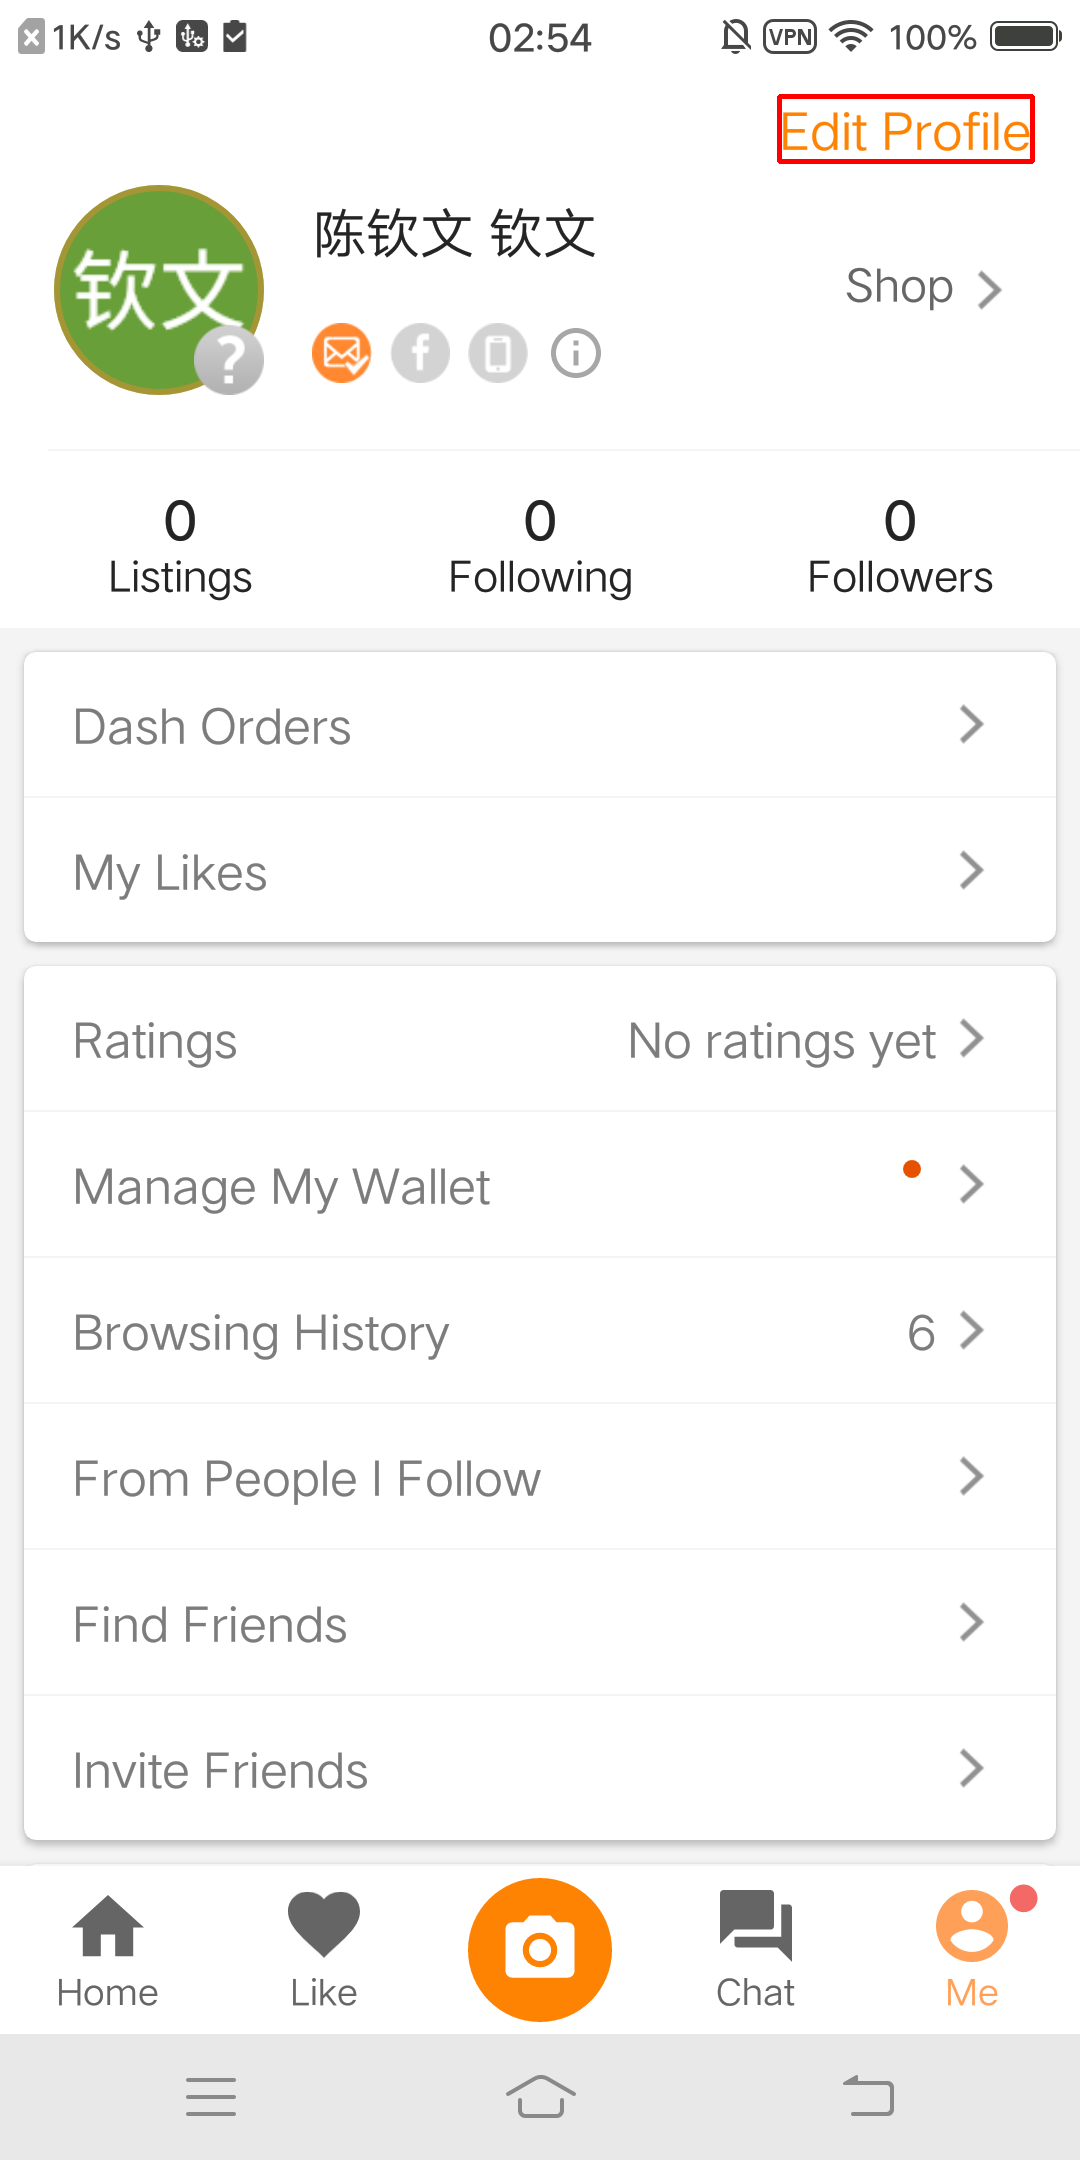 1K/s 02:54 VPN 100%
Edit Profile
钦文
陈钦文 钦文
Shop
0 0 0
Listings Following Followers
Dash Orders
My Likes
Ratings No ratings yet
Manage My Wallet
Browsing History 6
From People I Follow
Find Friends
Invite Friends
Home Like Chat Me